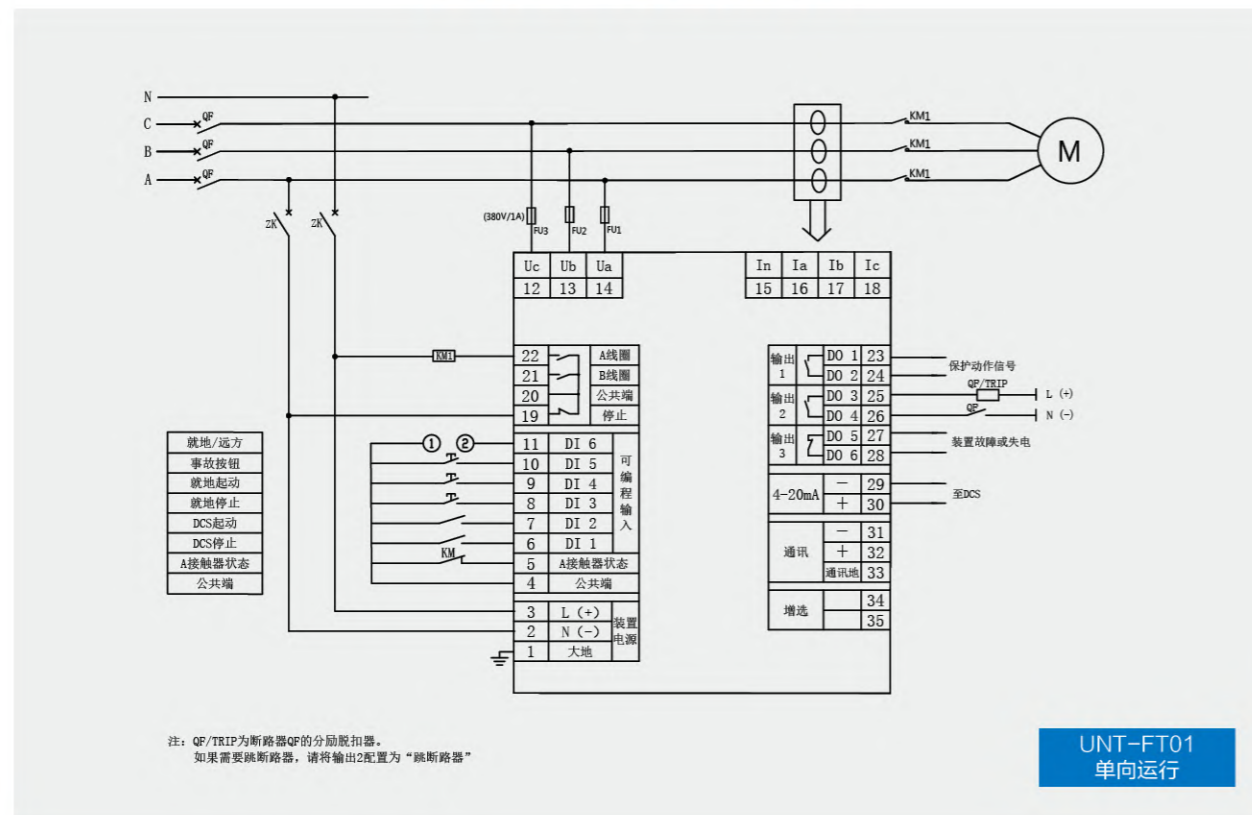 N
C QF KM1
B QF KM1
A QF KM1
M
ZK ZK
(380V/1A) FU3 FU2 FU1
Uc Ub Ua
12 13 14
In Ia Ib Ic
15 16 17 18
KM1 22 A线圈
21 B线圈
20 公共端
19 停止
就地/远方
事故按钮
就地起动
就地停止
DCS起动
DCS停止
A接触器状态
公共端
① ② 11 DI 6
10 DI 5
9 DI 4
8 DI 3
7 DI 2
6 DI 1
可编程输入
KM 5 A接触器状态
4 公共端
3 L (+)
2 N (-)
装置电源
1 大地
输出1 DO 1 23
DO 2 24
保护动作信号
输出2 DO 3 25 QF/TRIP L (+)
DO 4 26 QF N (-)
输出3 DO 5 27
DO 6 28
装置故障或失电
4-20mA - 29
+ 30
至DCS
通讯 - 31
+ 32
通讯地 33
增选 34
35
注: QF/TRIP为断路器QF的分励脱扣器。
如果需要跳断路器, 请将输出2配置为“跳断路器”
UNT-FT01
单向运行